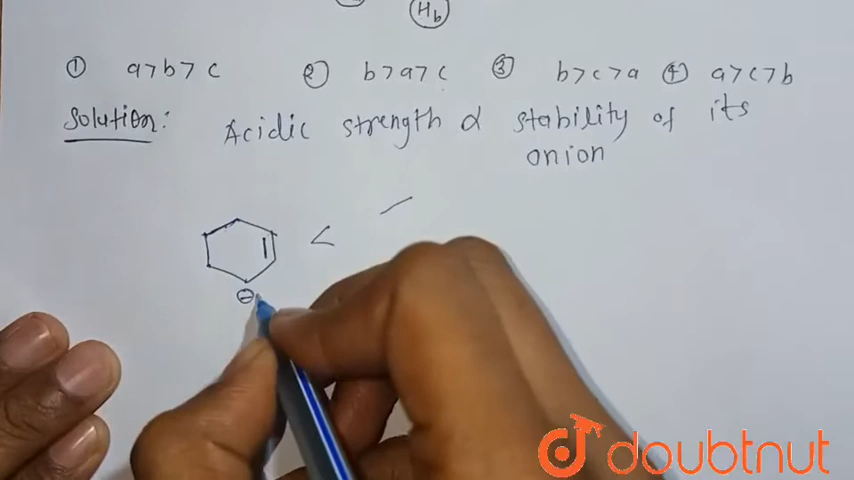 Hb
① a>b>c ② b>a>c ③ b>c>a ④ a>c>b
Solution: Acidic strength α stability of its
onion
<
⊖
doubtnut